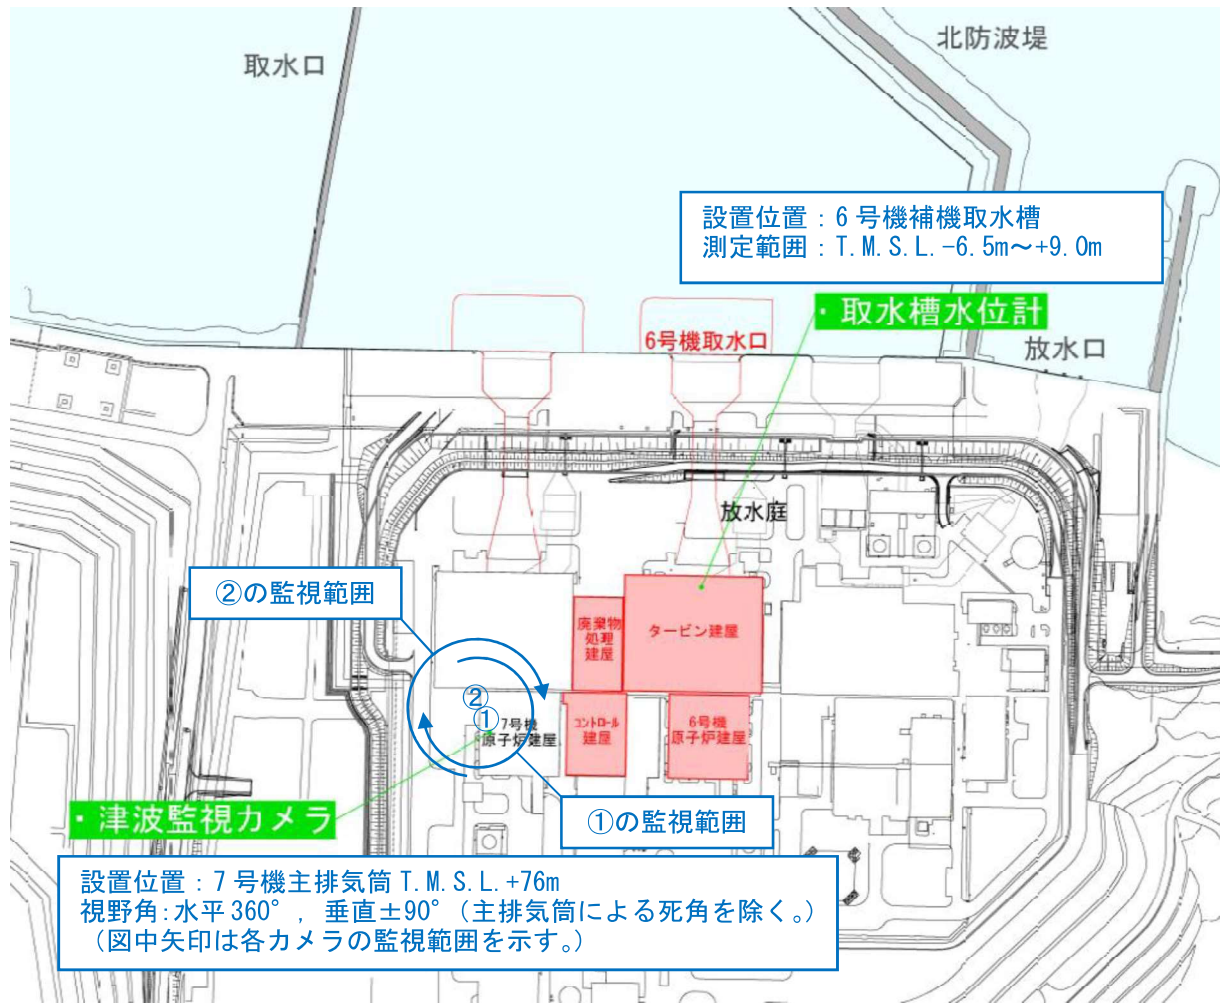 取水口
北防波堤
設置位置：6号機補機取水槽
測定範囲：T.M.S.L.-6.5m～+9.0m
・取水槽水位計
6号機取水口
放水口
放水庭
②の監視範囲
廃棄物
処理
建屋
タービン建屋
②
①
7号機
原子炉建屋
コントロール
建屋
6号機
原子炉建屋
・津波監視カメラ
①の監視範囲
設置位置：7号機主排気筒 T.M.S.L.+76m
視野角:水平360°，垂直±90°（主排気筒による死角を除く。）
（図中矢印は各カメラの監視範囲を示す。）